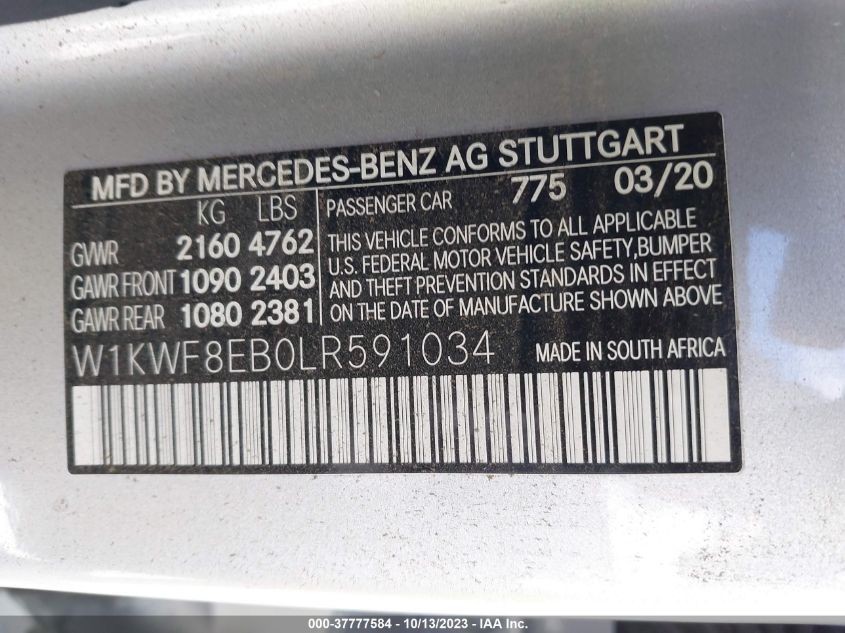 MFD BY MERCEDES-BENZ AG STUTTGART
KG LBS
GVWR 2160 4762
GAWR FRONT 1090 2403
GAWR REAR 1080 2381
PASSENGER CAR 775 03/20
THIS VEHICLE CONFORMS TO ALL APPLICABLE
U.S. FEDERAL MOTOR VEHICLE SAFETY,BUMPER
AND THEFT PREVENTION STANDARDS IN EFFECT
ON THE DATE OF MANUFACTURE SHOWN ABOVE
W1KWF8EB0LR591034 MADE IN SOUTH AFRICA
000-37777584 - 10/13/2023 - IAA Inc.